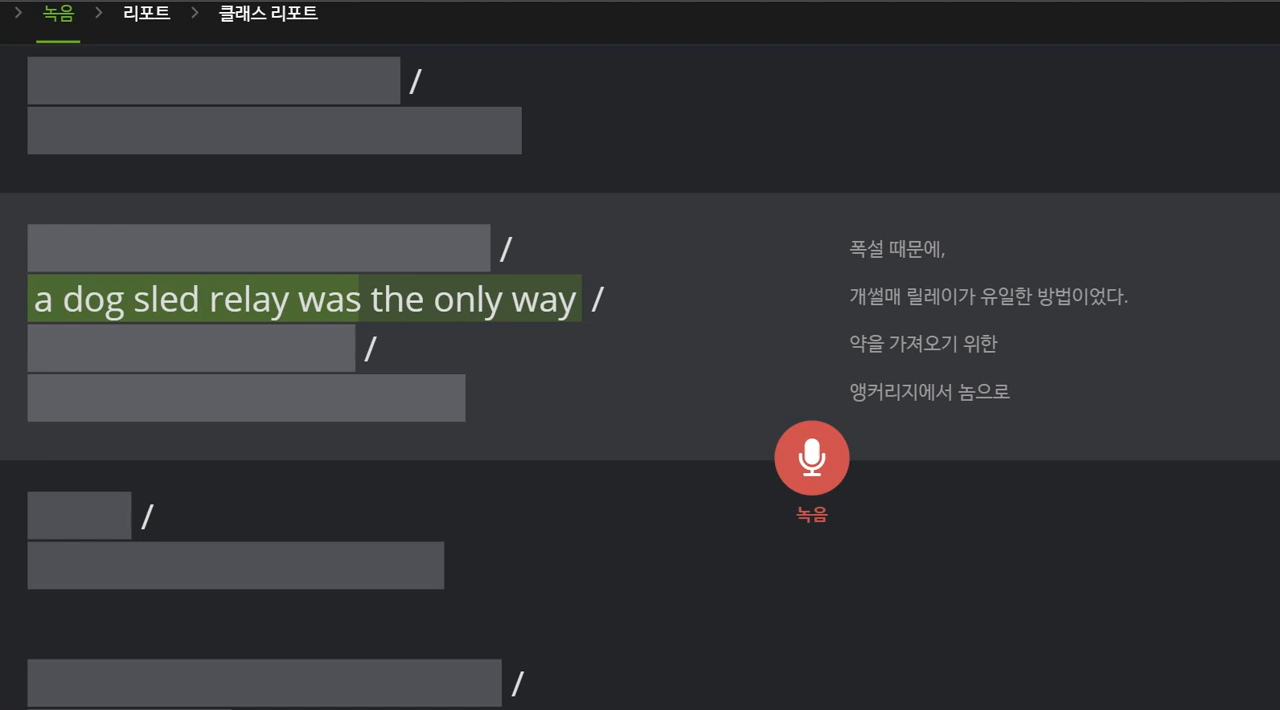 > 녹음 > 리포트 > 클래스 리포트
/
/
폭설 때문에,
a dog sled relay was the only way /
개썰매 릴레이가 유일한 방법이었다.
/
약을 가져오기 위한
앵커리지에서 놈으로
녹음
/
/